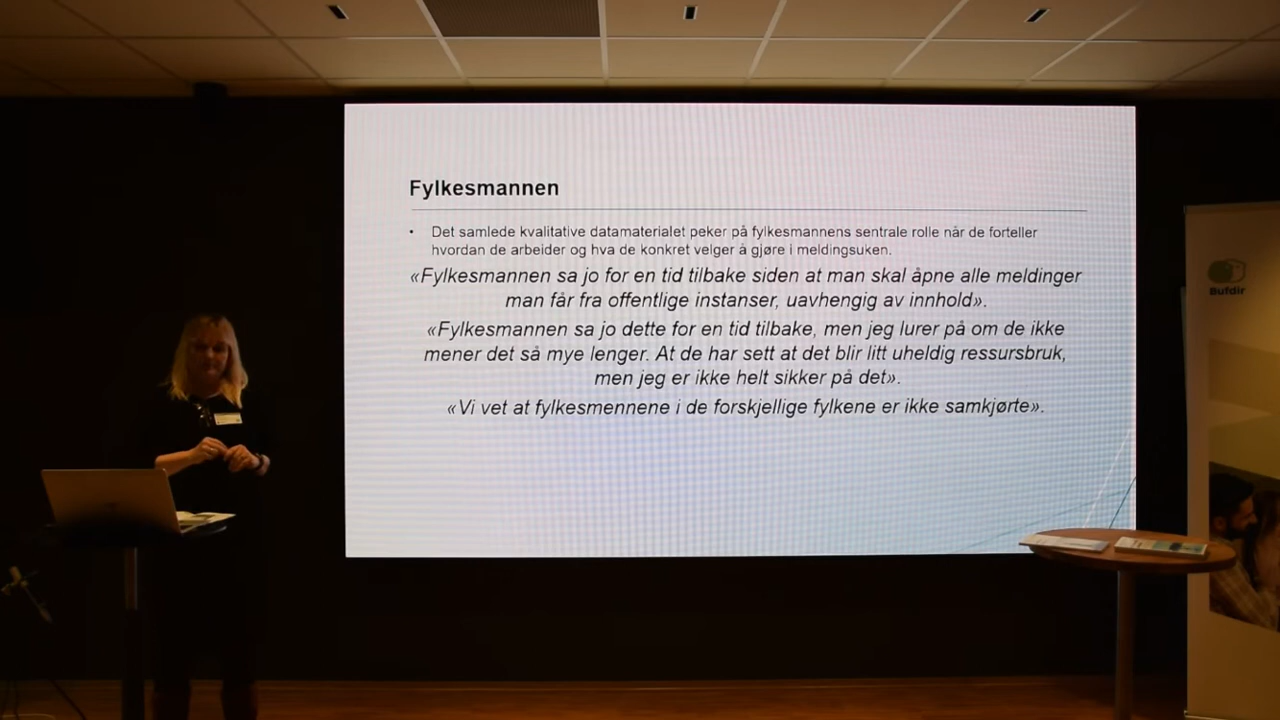 Fylkesmannen
• Det samlede kvalitative datamaterialet peker på fylkesmannens sentrale rolle når de forteller
hvordan de arbeider og hva de konkret velger å gjøre i meldingsuken.
«Fylkesmannen sa jo for en tid tilbake siden at man skal åpne alle meldinger
man får fra offentlige instanser, uavhengig av innhold».
«Fylkesmannen sa jo dette for en tid tilbake, men jeg lurer på om de ikke
mener det så mye lenger. At de har sett at det blir litt uheldig ressursbruk,
men jeg er ikke helt sikker på det».
«Vi vet at fylkesmennene i de forskjellige fylkene er ikke samkjørte».
Bufdir